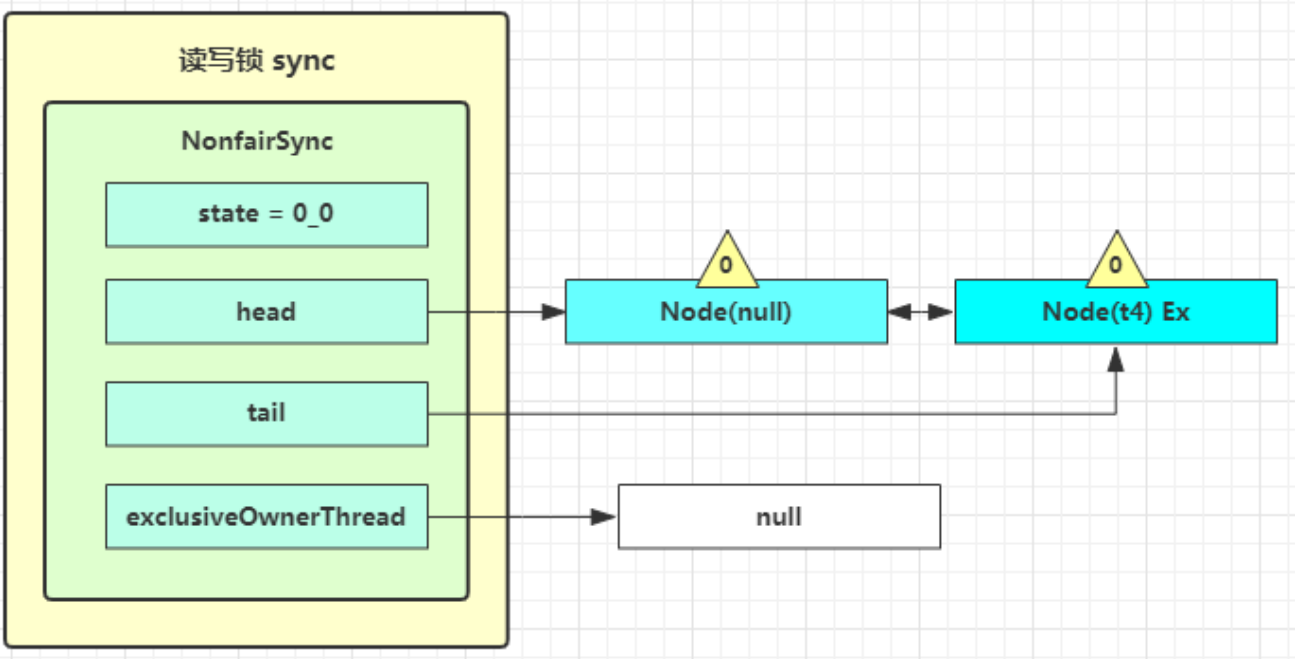 读写锁 sync
NonfairSync
state = 0_0
head
tail
exclusiveOwnerThread
0
Node(null)
0
Node(t4) Ex
null